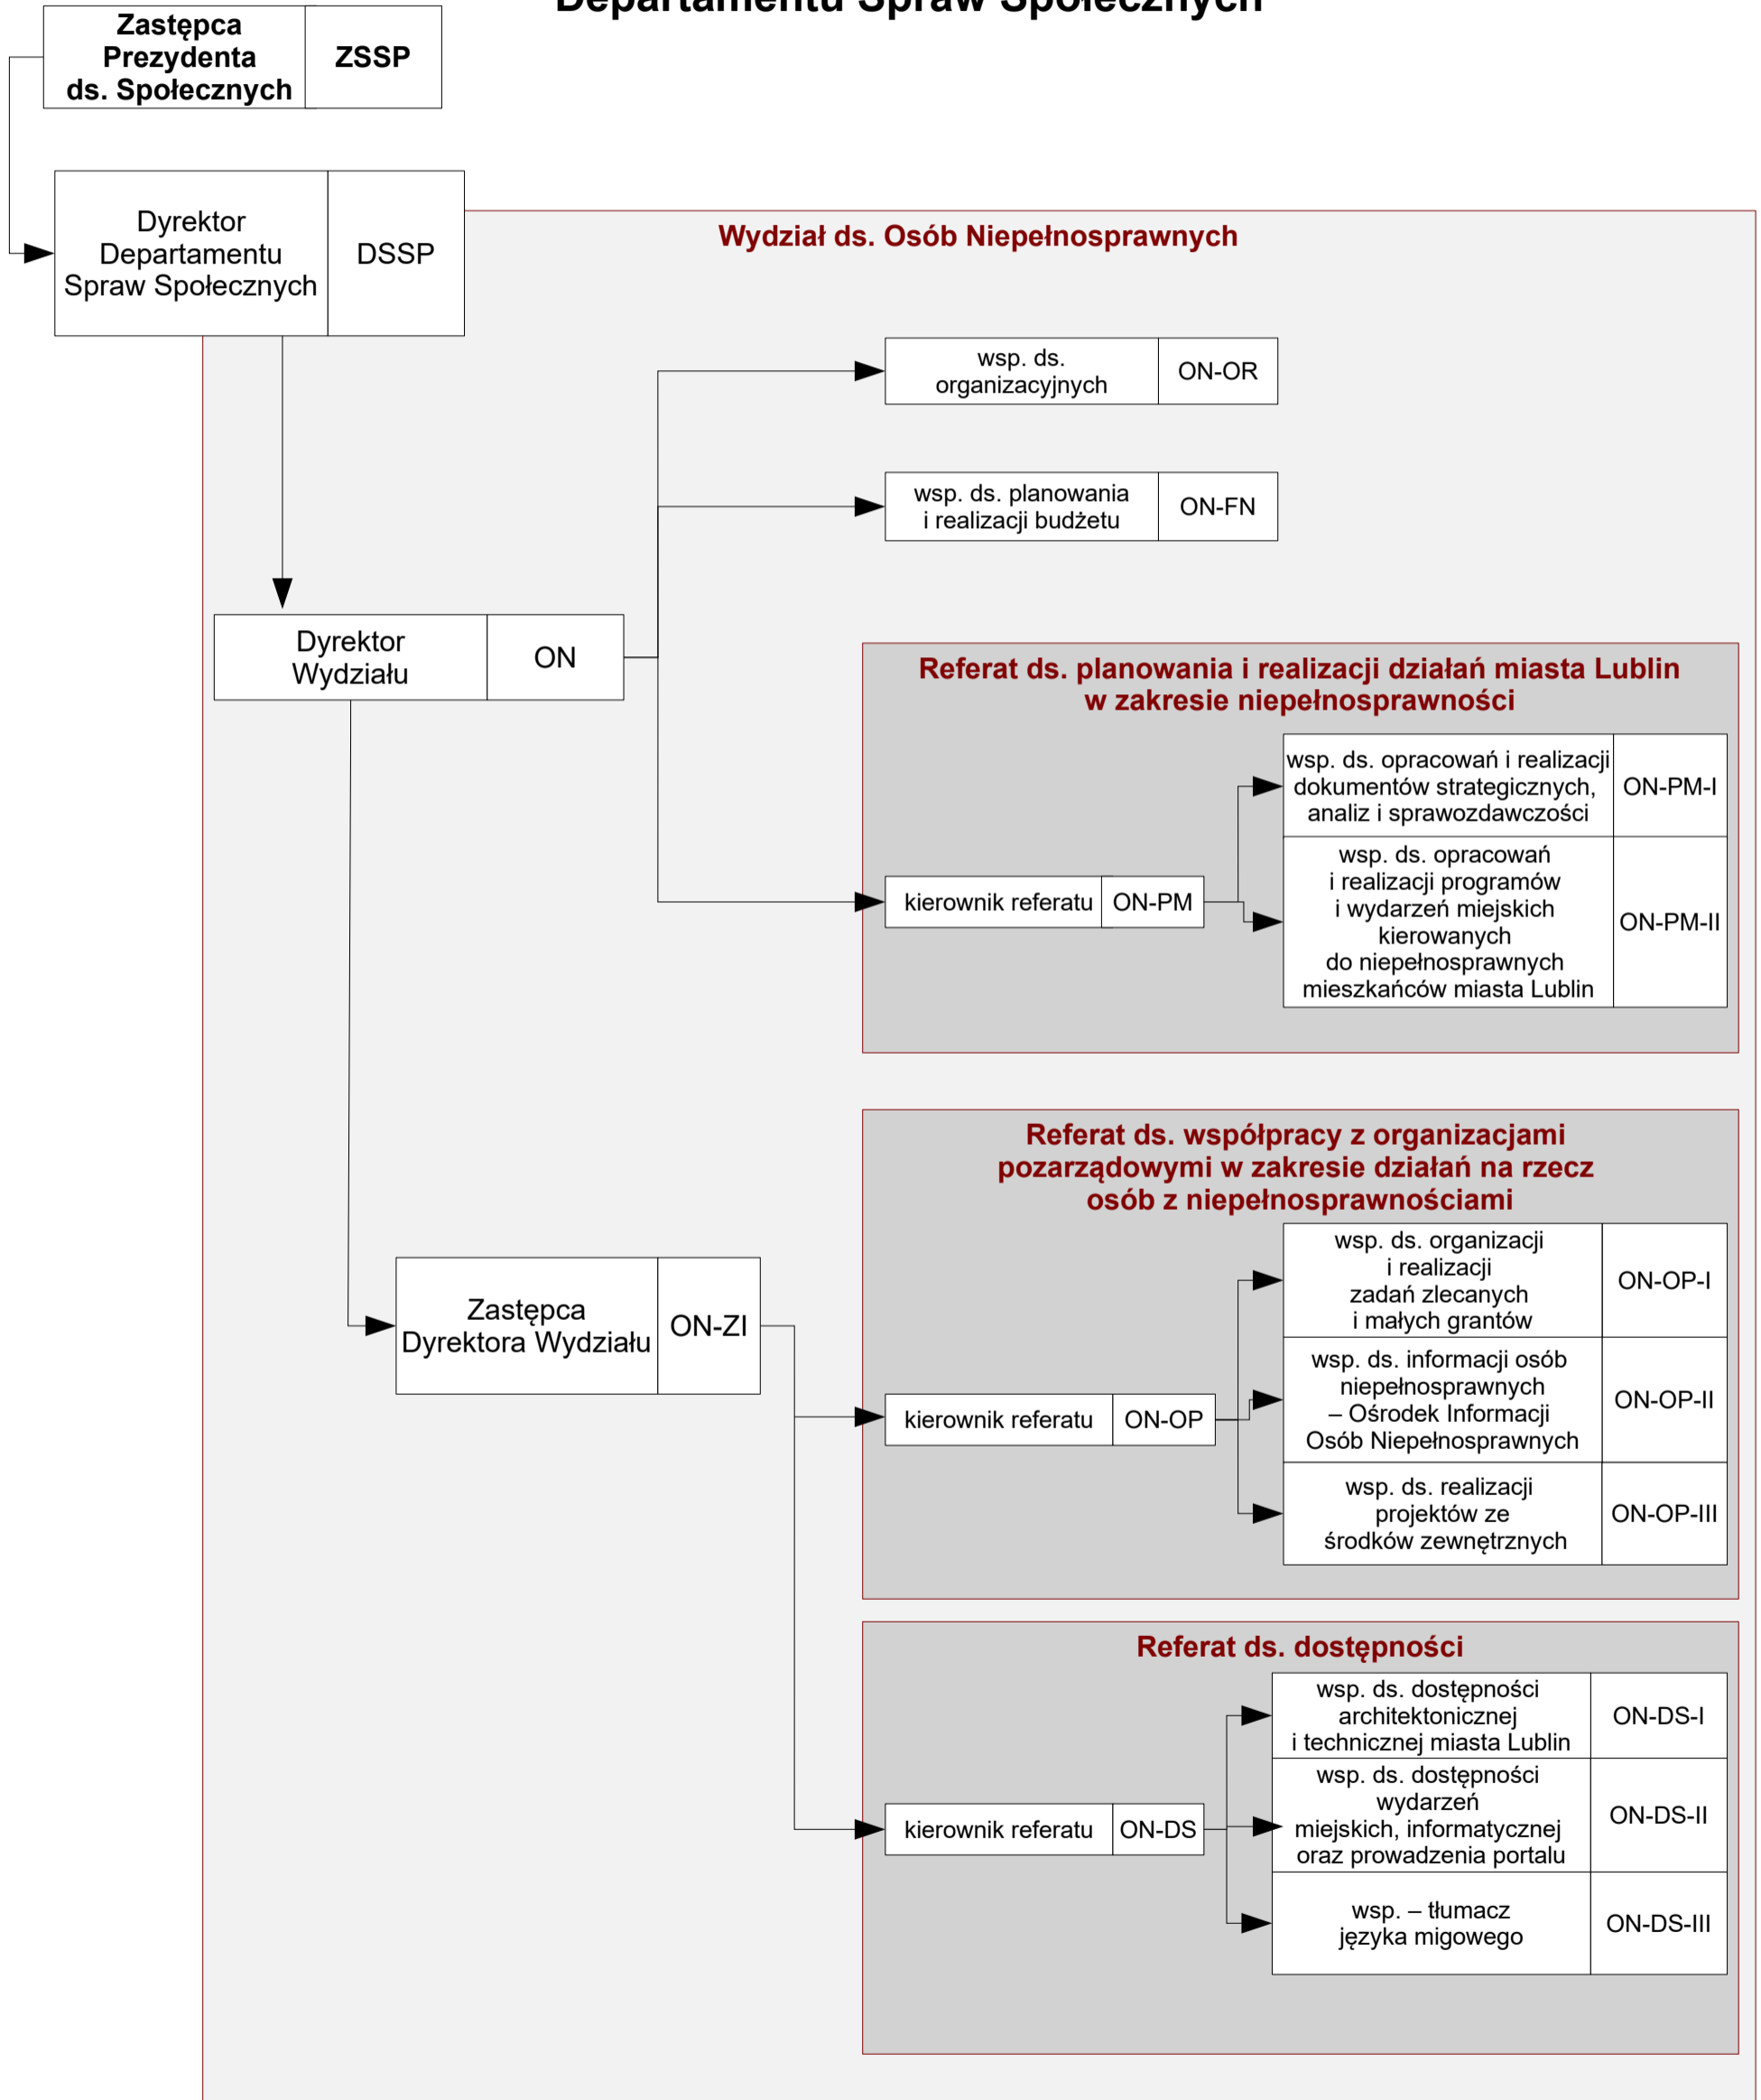 Departamentu Spraw Społecznych
Zastępca
Prezydenta
ds. Społecznych
ZSSP
Dyrektor
Departamentu
Spraw Społecznych
DSSP
Wydział ds. Osób Niepełnosprawnych
wsp. ds.
organizacyjnych
ON-OR
wsp. ds. planowania
i realizacji budżetu
ON-FN
Dyrektor
Wydziału
ON
Referat ds. planowania i realizacji działań miasta Lublin
w zakresie niepełnosprawności
wsp. ds. opracowań i realizacji
dokumentów strategicznych,
analiz i sprawozdawczości
ON-PM-I
kierownik referatu
ON-PM
wsp. ds. opracowań
i realizacji programów
i wydarzeń miejskich
kierowanych
do niepełnosprawnych
mieszkańców miasta Lublin
ON-PM-II
Referat ds. współpracy z organizacjami
pozarządowymi w zakresie działań na rzecz
osób z niepełnosprawnościami
Zastępca
Dyrektora Wydziału
ON-ZI
wsp. ds. organizacji
i realizacji
zadań zlecanych
i małych grantów
ON-OP-I
kierownik referatu
ON-OP
wsp. ds. informacji osób
niepełnosprawnych
– Ośrodek Informacji
Osób Niepełnosprawnych
ON-OP-II
wsp. ds. realizacji
projektów ze
środków zewnętrznych
ON-OP-III
Referat ds. dostępności
wsp. ds. dostępności
architektonicznej
i technicznej miasta Lublin
ON-DS-I
kierownik referatu
ON-DS
wsp. ds. dostępności
wydarzeń
miejskich, informatycznej
oraz prowadzenia portalu
ON-DS-II
wsp. – tłumacz
języka migowego
ON-DS-III